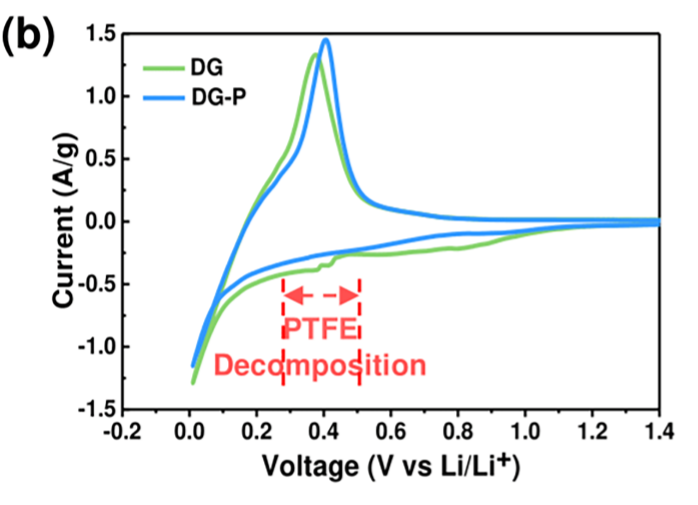 (b)
DG
DG-P
1.5
1.0
0.5
0.0
-0.5
-1.0
-1.5
Current (A/g)
PTFE
Decomposition
-0.2 0.0 0.2 0.4 0.6 0.8 1.0 1.2 1.4
Voltage (V vs Li/Li⁺)